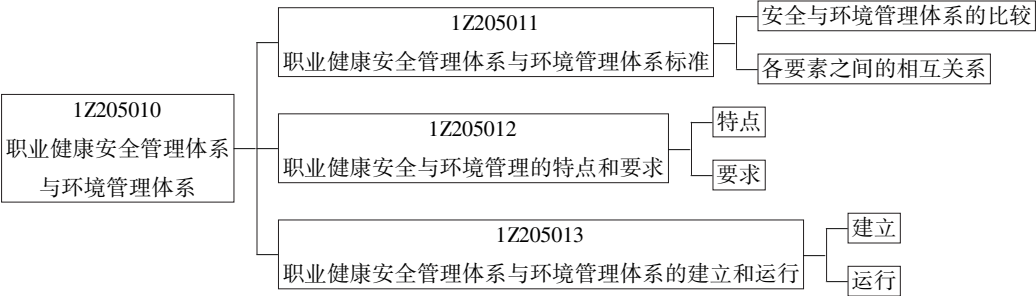 1Z205010
职业健康安全管理体系
与环境管理体系
1Z205011
职业健康安全管理体系与环境管理体系标准
安全与环境管理体系的比较
各要素之间的相互关系
1Z205012
职业健康安全与环境管理的特点和要求
特点
要求
1Z205013
职业健康安全管理体系与环境管理体系的建立和运行
建立
运行